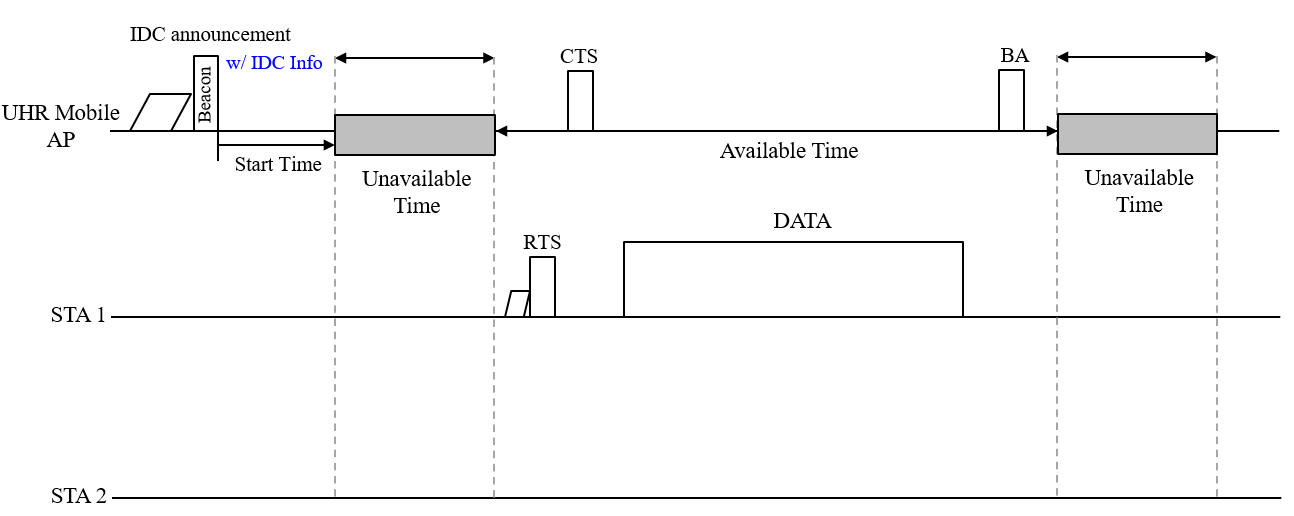 IDC announcement
w/ IDC Info
Beacon
CTS
BA
UHR Mobile
AP
Start Time
Available Time
Unavailable
Time
Unavailable
Time
DATA
RTS
STA 1
STA 2